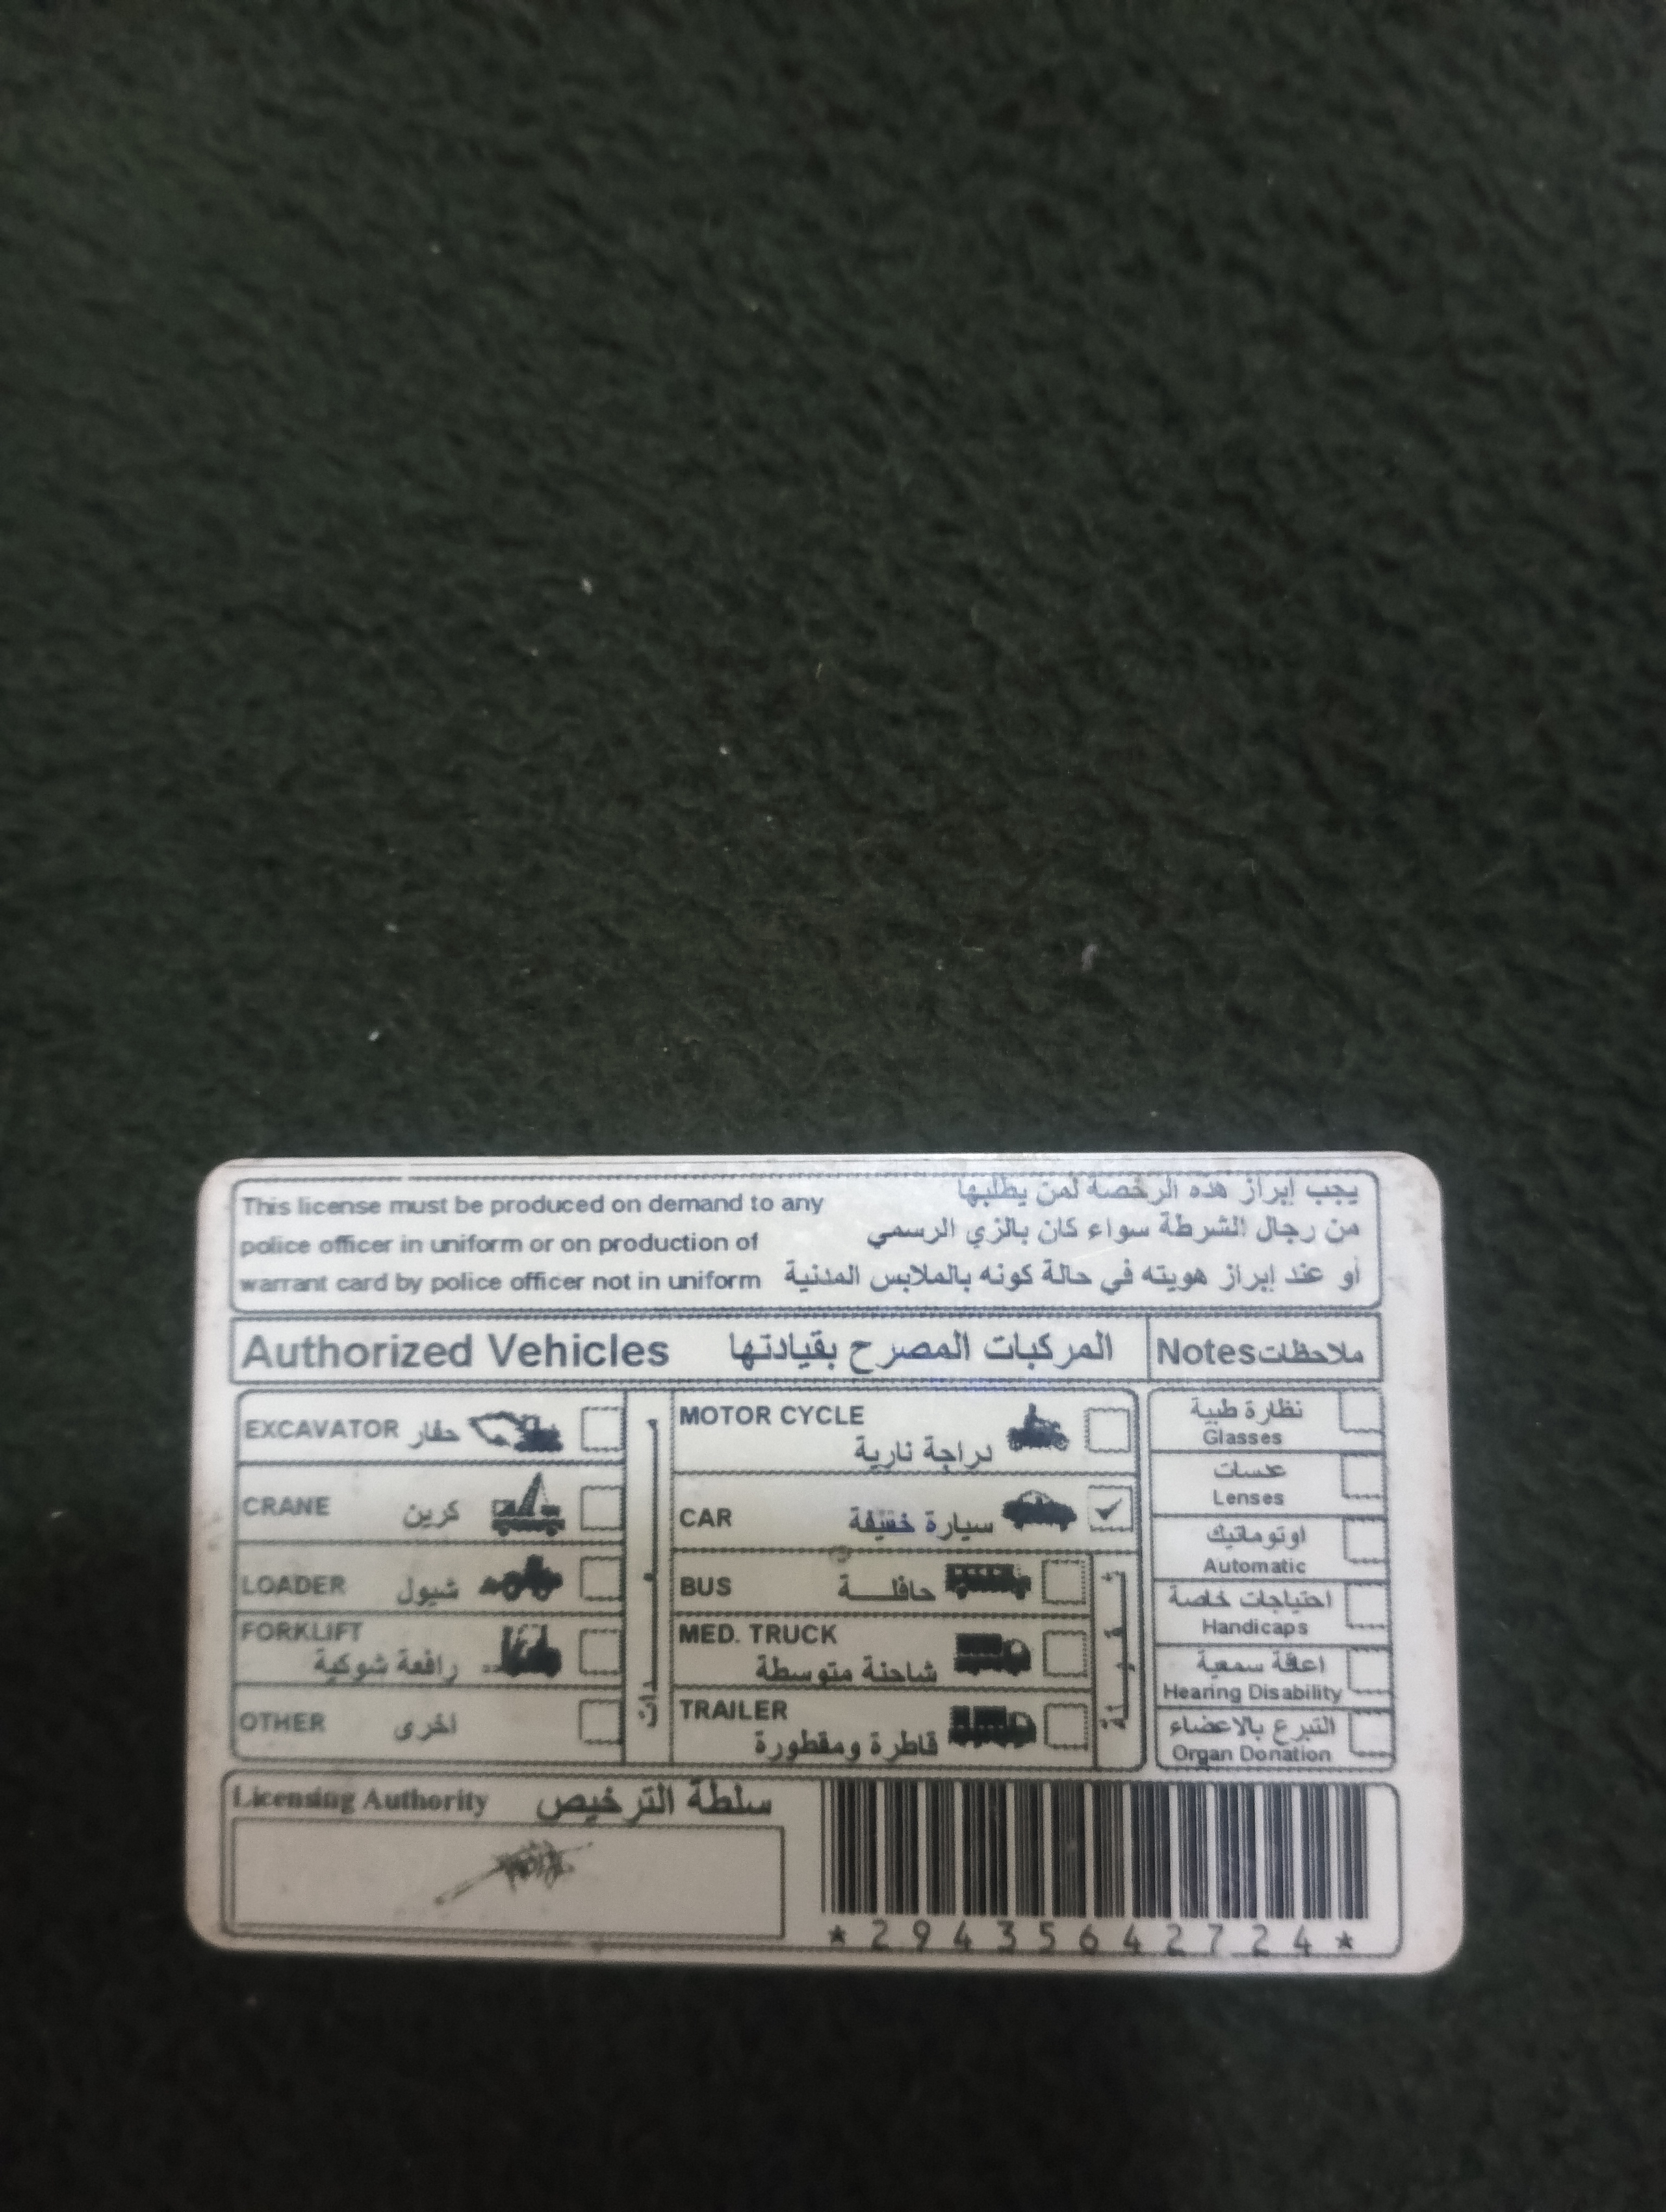 This license must be produced on demand to any
police officer in uniform or on production of
warrant card by police officer not in uniform
يجب إبراز هذه الرخصة لمن يطلبها
من رجال الشرطة سواء كان بالزي الرسمي
أو عند إبراز هويته في حالة كونه بالملابس المدنية
Authorized Vehicles المركبات المصرح بقيادتها
Notes ملاحظات
EXCAVATOR حفار
CRANE كرين
LOADER شيول
FORKLIFT
رافعة شوكية
OTHER اخرى
MOTOR CYCLE
دراجة نارية
CAR سيارة خفيفة
BUS حافلـــة
MED. TRUCK
شاحنة متوسطة
TRAILER
قاطرة ومقطورة
نظارة طبية
Glasses
عدسات
Lenses
اوتوماتيك
Automatic
احتياجات خاصة
Handicaps
اعاقة سمعية
Hearing Disability
التبرع بالاعضاء
Organ Donation
Licensing Authority سلطة الترخيص
*29435642724*